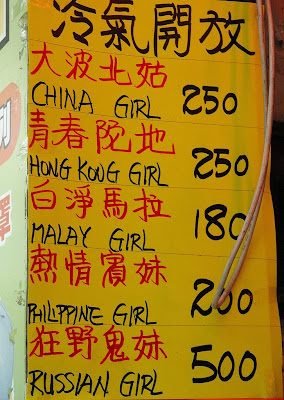 冷氣開放
大波北姑
CHINA GIRL 250
青春陀地
HONG KONG GIRL 250
白淨馬拉
MALAY GIRL 180
熱情賓妹
PHILIPPINE GIRL 200
狂野鬼妹
RUSSIAN GIRL 500